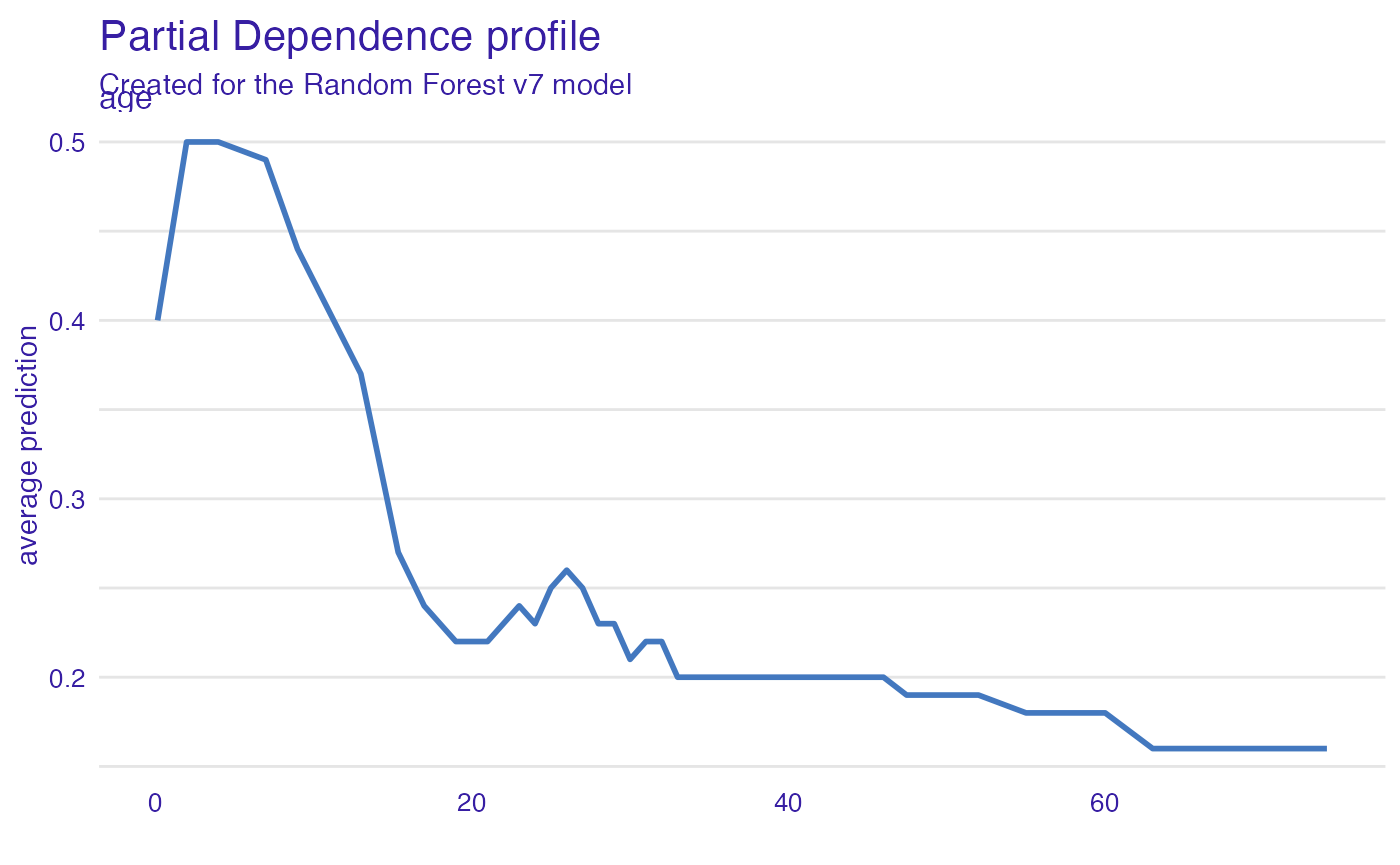 Partial Dependence profile
Created for the Random Forest v7 model
age
average prediction
0.5
0.4
0.3
0.2
0 20 40 60